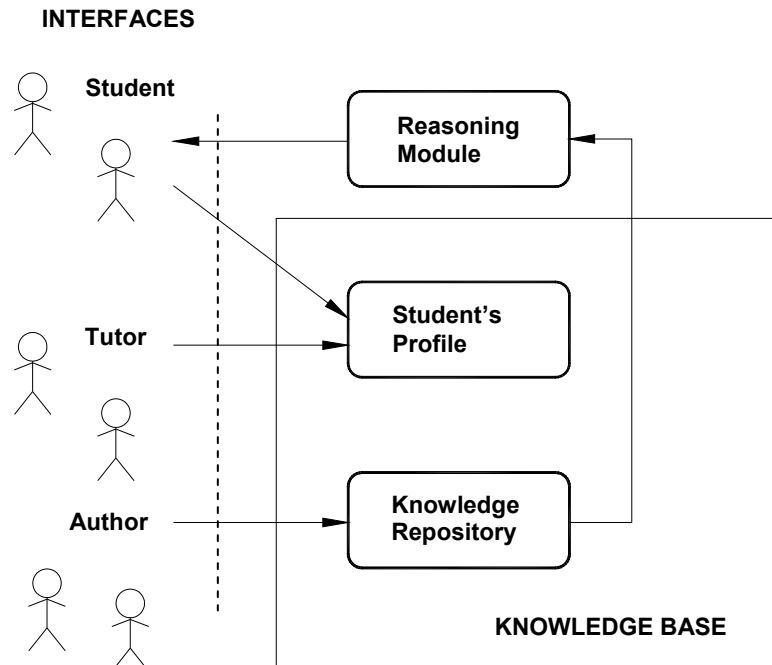 INTERFACES
Student
Reasoning
Module
Tutor
Student’s
Profile
Author
Knowledge
Repository
KNOWLEDGE BASE